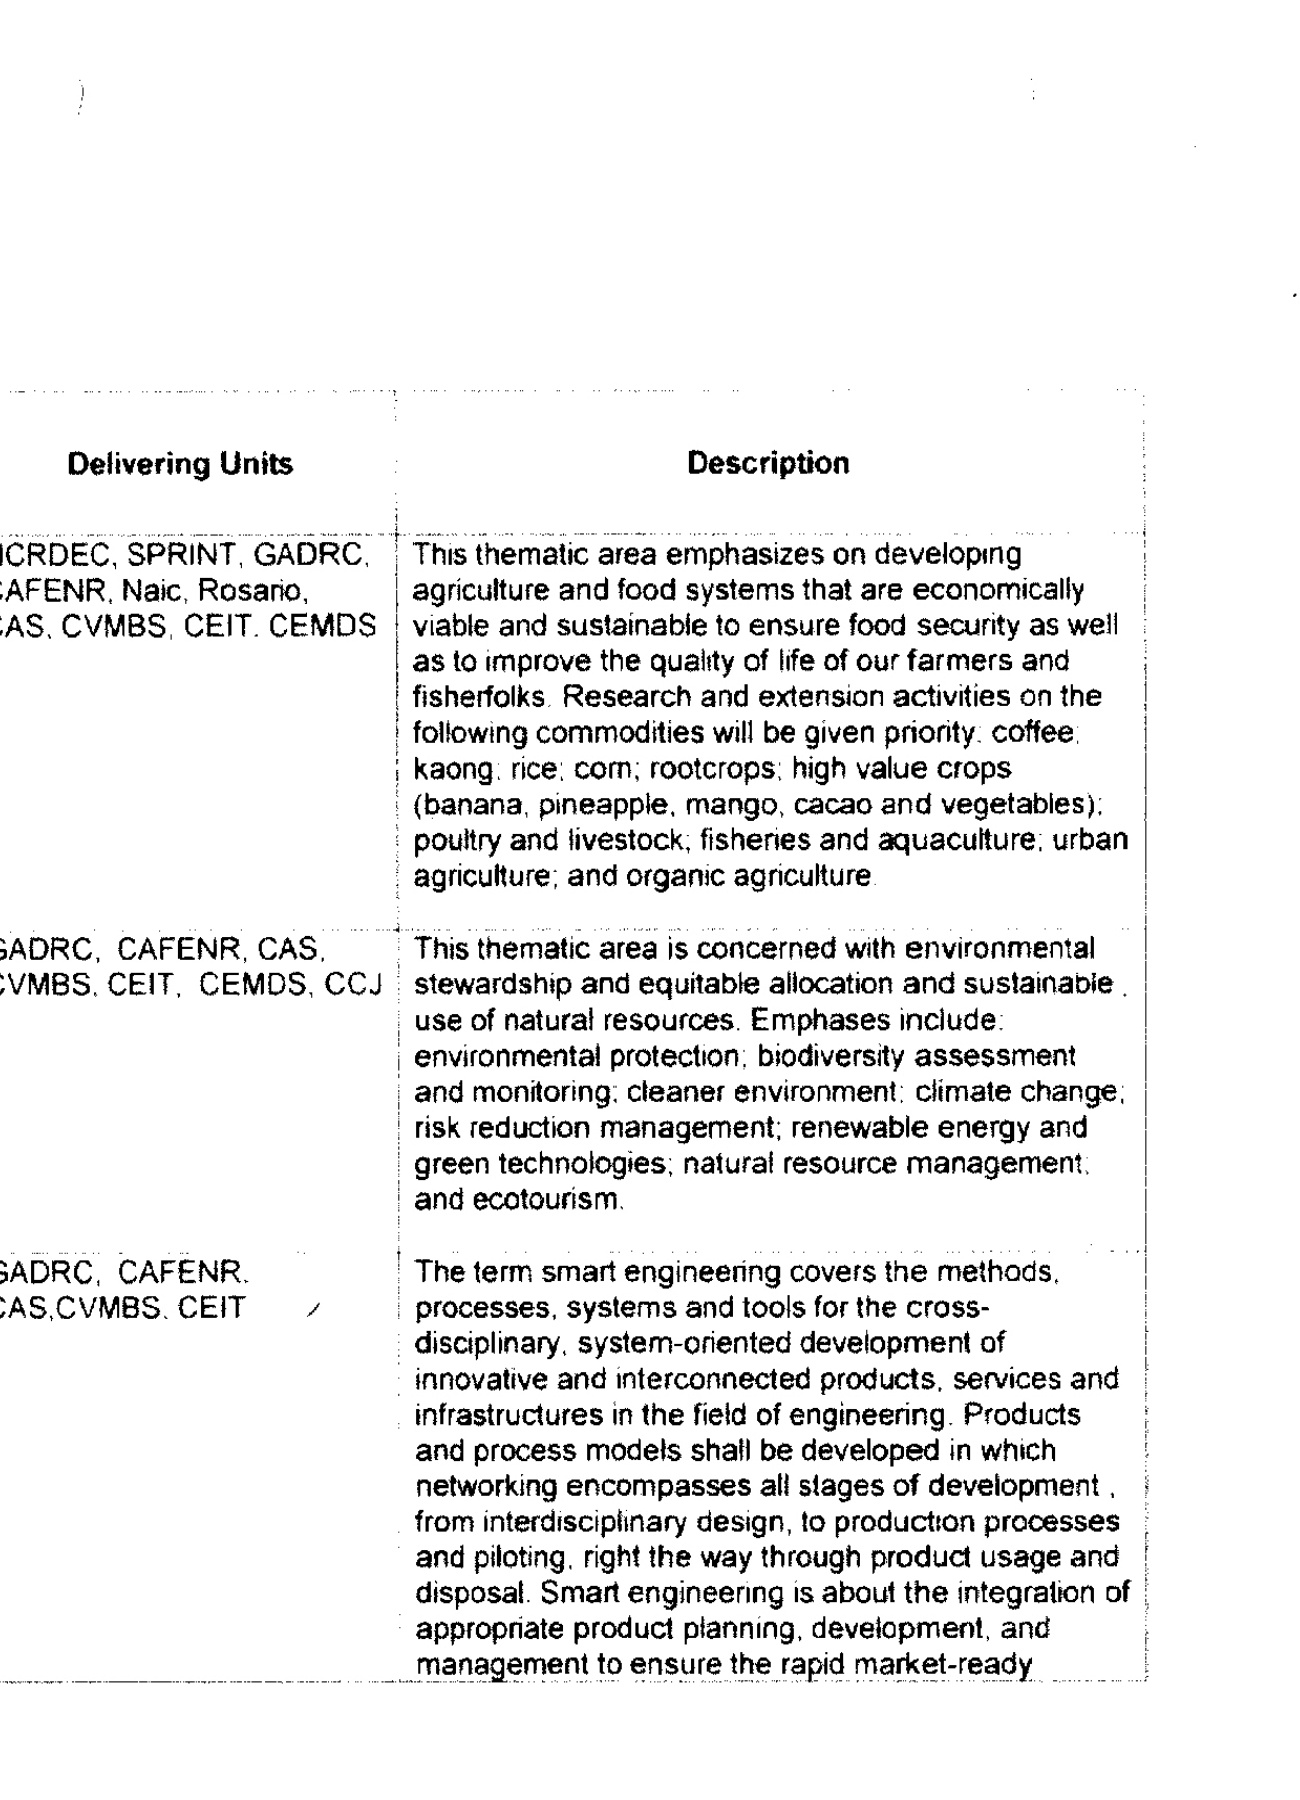 Delivering Units
Description
CRDEC, SPRINT, GADRC,
AFENR, Naic, Rosario,
AS, CVMBS, CEIT. CEMDS
This thematic area emphasizes on developing
agriculture and food systems that are economically
viable and sustainable to ensure food security as well
as to improve the quality of life of our farmers and
fisherfolks. Research and extension activities on the
following commodities will be given priority: coffee;
kaong; rice; corn; rootcrops; high value crops
(banana, pineapple, mango, cacao and vegetables);
poultry and livestock; fisheries and aquaculture; urban
agriculture; and organic agriculture.
ADRC, CAFENR, CAS,
VMBS, CEIT, CEMDS, CCJ
This thematic area is concerned with environmental
stewardship and equitable allocation and sustainable
use of natural resources. Emphases include:
environmental protection; biodiversity assessment
and monitoring; cleaner environment; climate change;
risk reduction management; renewable energy and
green technologies; natural resource management;
and ecotourism.
ADRC, CAFENR.
AS,CVMBS. CEIT
The term smart engineering covers the methods,
processes, systems and tools for the cross-
disciplinary, system-oriented development of
innovative and interconnected products, services and
infrastructures in the field of engineering. Products
and process models shall be developed in which
networking encompasses all stages of development ,
from interdisciplinary design, to production processes
and piloting, right the way through product usage and
disposal. Smart engineering is about the integration of
appropriate product planning, development, and
management to ensure the rapid market-ready